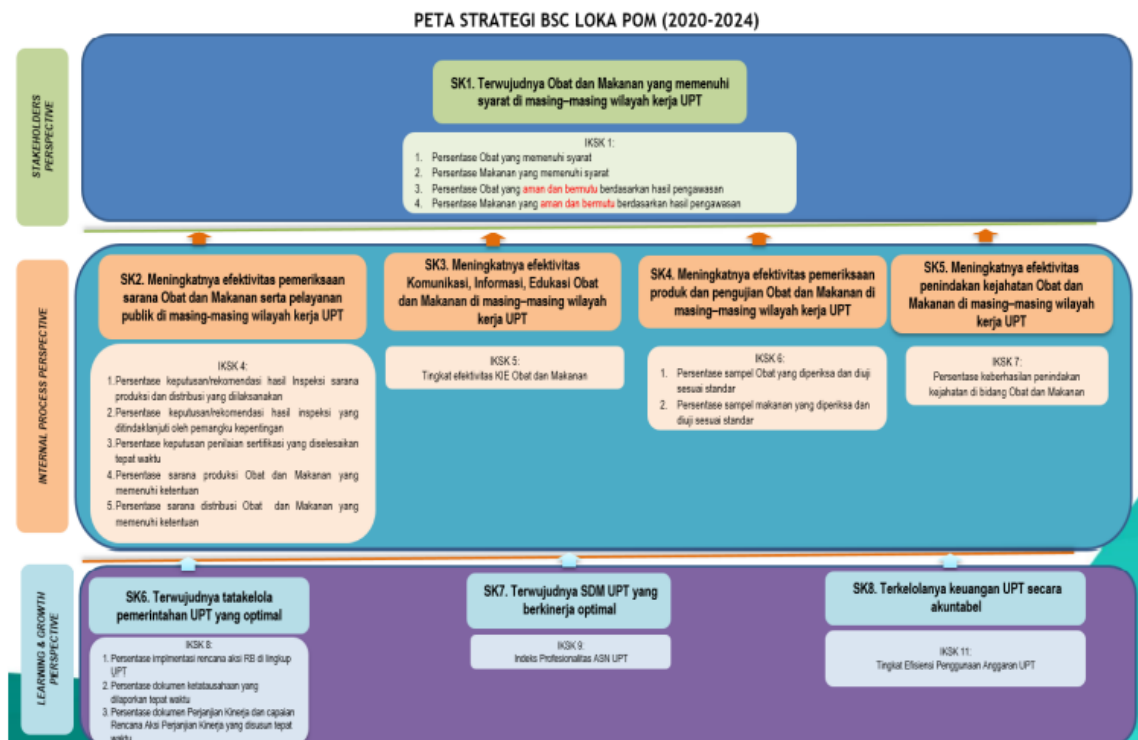 PETA STRATEGI BSC LOKA POM (2020-2024)
STAKEHOLDERS
PERSPECTIVE
SK1. Terwujudnya Obat dan Makanan yang memenuhi
syarat di masing–masing wilayah kerja UPT
IKSK 1:
1. Persentase Obat yang memenuhi syarat
2. Persentase Makanan yang memenuhi syarat
3. Persentase Obat yang aman dan bermutu berdasarkan hasil pengawasan
4. Persentase Makanan yang aman dan bermutu berdasarkan hasil pengawasan
INTERNAL PROCESS PERSPECTIVE
SK2. Meningkatnya efektivitas pemeriksaan
sarana Obat dan Makanan serta pelayanan
publik di masing-masing wilayah kerja UPT
IKSK 4:
1.Persentase keputusan/rekomendasi hasil Inspeksi sarana
produksi dan distribusi yang dilaksanakan
2.Persentase keputusan/rekomendasi hasil inspeksi yang
ditindaklanjuti oleh pemangku kepentingan
3.Persentase keputusan penilaian sertifikasi yang diselesaikan
tepat waktu
4.Persentase sarana produksi Obat dan Makanan yang
memenuhi ketentuan
5.Persentase sarana distribusi Obat dan Makanan yang
memenuhi ketentuan
SK3. Meningkatnya efektivitas
Komunikasi, Informasi, Edukasi Obat
dan Makanan di masing–masing wilayah
kerja UPT
IKSK 5:
Tingkat efektivitas KIE Obat dan Makanan
SK4. Meningkatnya efektivitas pemeriksaan
produk dan pengujian Obat dan Makanan di
masing–masing wilayah kerja UPT
IKSK 6:
1. Persentase sampel Obat yang diperiksa dan diuji
sesuai standar
2. Persentase sampel makanan yang diperiksa dan
diuji sesuai standar
SK5. Meningkatnya efektivitas
penindakan kejahatan Obat dan
Makanan di masing–masing wilayah
kerja UPT
IKSK 7:
Persentase keberhasilan penindakan
kejahatan di bidang Obat dan Makanan
LEARNING & GROWTH
PIERSPECTIVE
SK6. Terwujudnya tatakelola
pemerintahan UPT yang optimal
IKSK 8:
1. Persentase implmentasi rencana aksi RB di lingkup
UPT
2. Persentase dokumen ketatausahaan yang
dilaporkan tepat waktu
3. Persentase dokumen Perjanjian Kinerja dan capaian
Rencana Aksi Perjanjian Kinerja yang disusun tepat
waktu
SK7. Terwujudnya SDM UPT yang
berkinerja optimal
IKSK 9:
Indeks Profesionalitas ASN UPT
SK8. Terkelolanya keuangan UPT secara
akuntabel
IKSK 11:
Tingkat Efisiensi Penggunaan Anggaran UPT